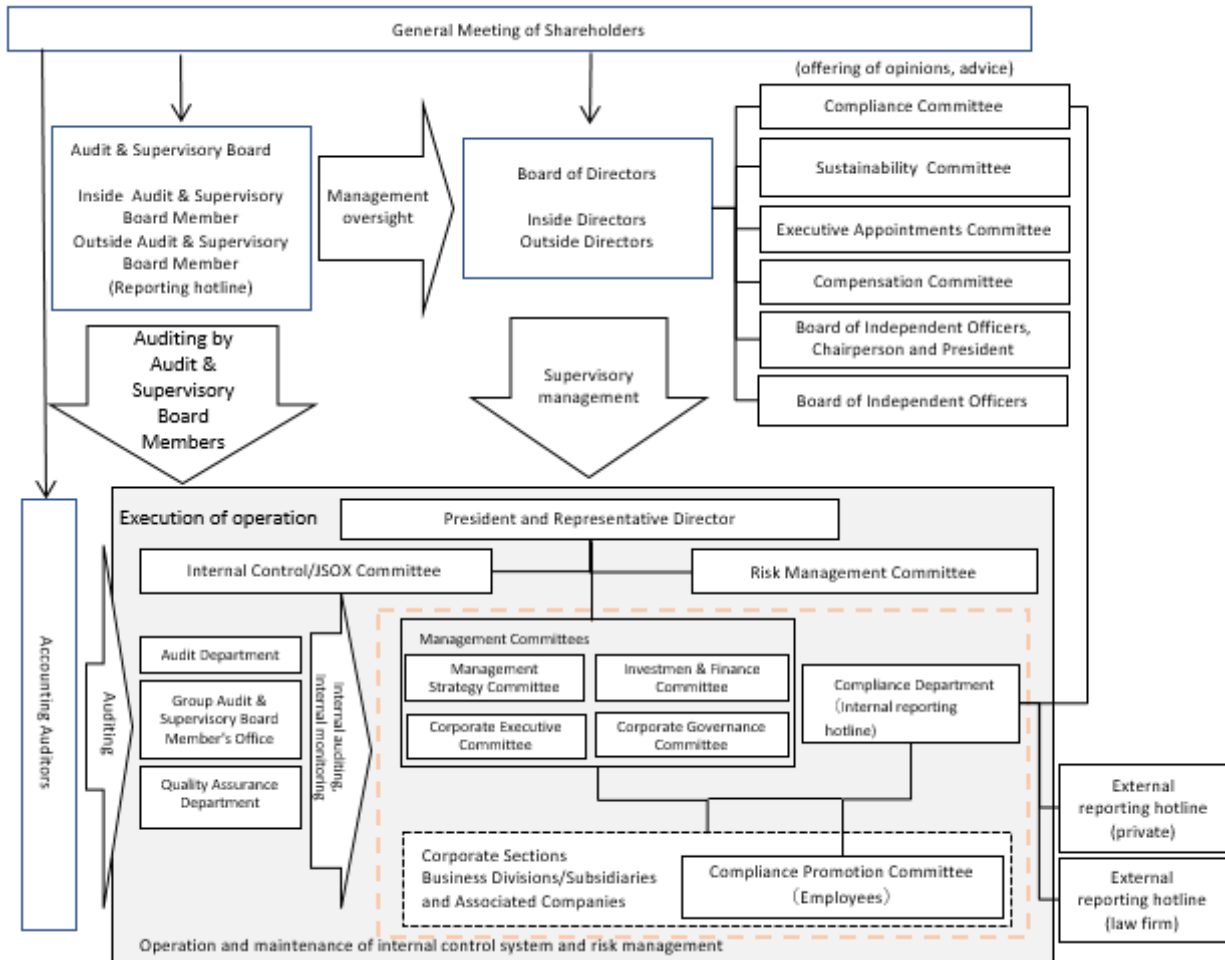 General Meeting of Shareholders
(offering of opinions, advice)
Compliance Committee
Sustainability Committee
Executive Appointments Committee
Compensation Committee
Board of Independent Officers,
Chairperson and President
Board of Independent Officers
Audit & Supervisory Board
Inside Audit & Supervisory
Board Member
Outside Audit & Supervisory
Board Member
(Reporting hotline)
Management
oversight
Board of Directors
Inside Directors
Outside Directors
Auditing by
Audit &
Supervisory
Board
Members
Supervisory
management
Accounting Auditors
Auditing
Execution of operation
President and Representative Director
Internal Control/JSOX Committee
Risk Management Committee
Audit Department
Group Audit &
Supervisory Board
Member's Office
Quality Assurance
Department
Internal auditing,
Internal monitoring
Management Committees
Management
Strategy Committee
Investmen & Finance
Committee
Corporate Executive
Committee
Corporate Governance
Committee
Compliance Department
（Internal reporting
hotline)
Corporate Sections
Business Divisions/Subsidiaries
and Associated Companies
Compliance Promotion Committee
（Employees）
External
reporting hotline
(private)
External
reporting hotline
(law firm)
Operation and maintenance of internal control system and risk management